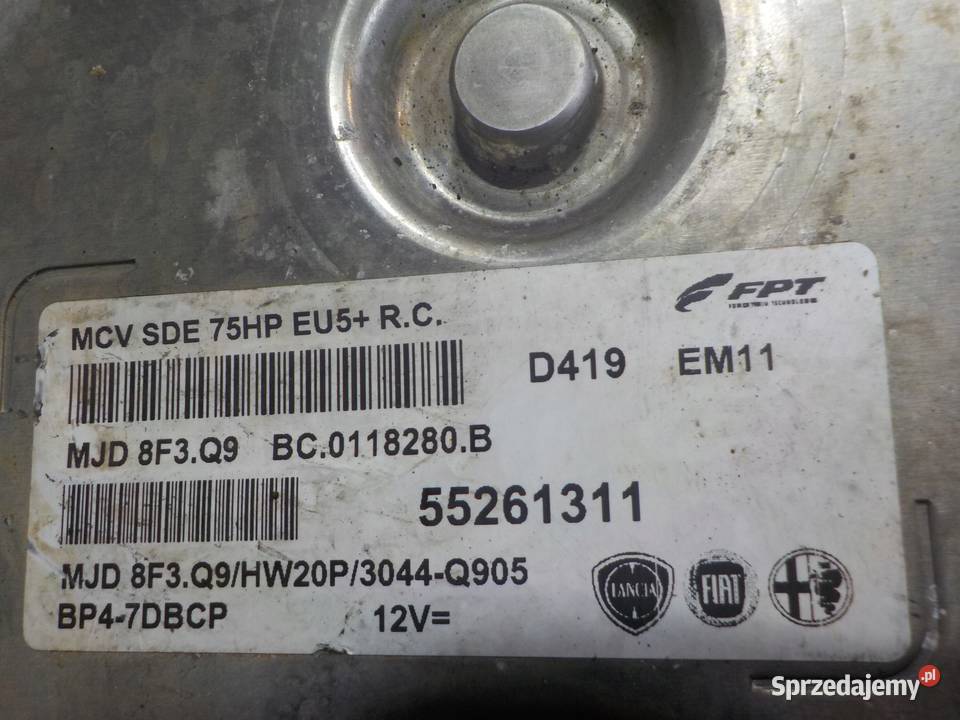 FPT
MCV SDE 75HP EU5+ R.C.
D419 EM11
MJD 8F3.Q9 BC.0118280.B
55261311
MJD 8F3.Q9/HW20P/3044-Q905
BP4-7DBCP 12V=
LANCIA FIAT
Sprzedajemy.pl